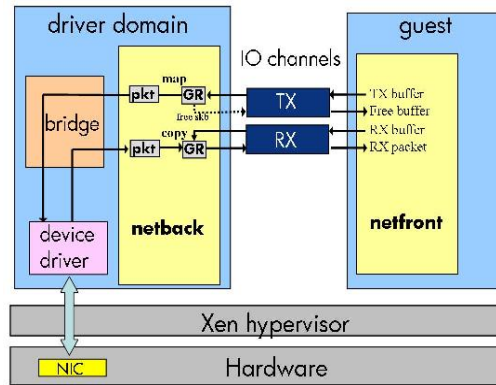 driver domain
guest
IO channels
map
pkt
GR
TX
TX buffer
Free buffer
free skb
bridge
copy
RX
RX buffer
RX packet
pkt
GR
netback
netfront
device
driver
Xen hypervisor
NIC
Hardware